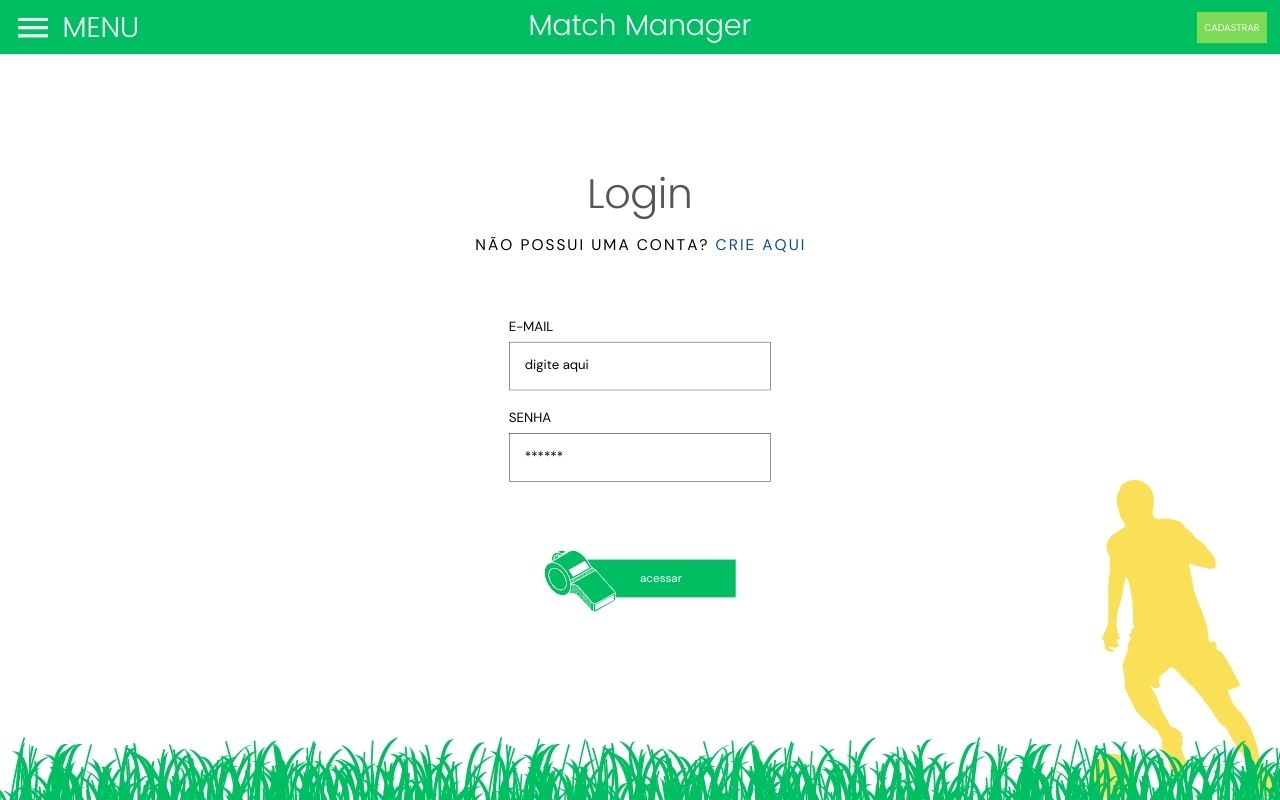 MENU
Match Manager
CADASTRAR
Login
NÃO POSSUI UMA CONTA? CRIE AQUI
E-MAIL
digite aqui
SENHA
******
acessar